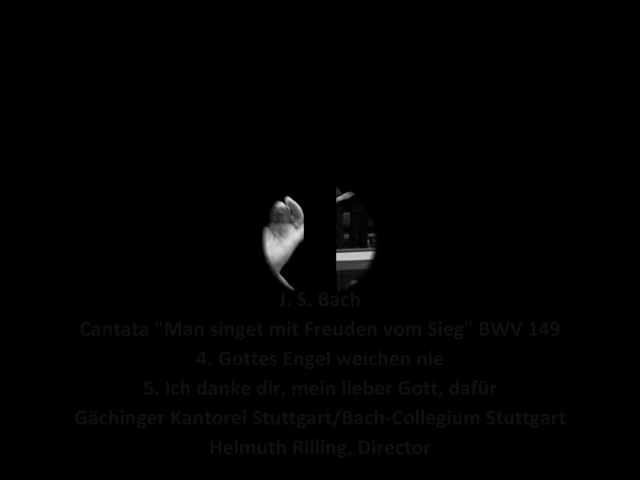 J. S. Bach
Cantata "Man singet mit Freuden vom Sieg" BWV 149
4. Gottes Engel weichen nie
5. Ich danke dir, mein lieber Gott, dafür
Gächinger Kantorei Stuttgart/Bach-Collegium Stuttgart
Helmuth Rilling, Director